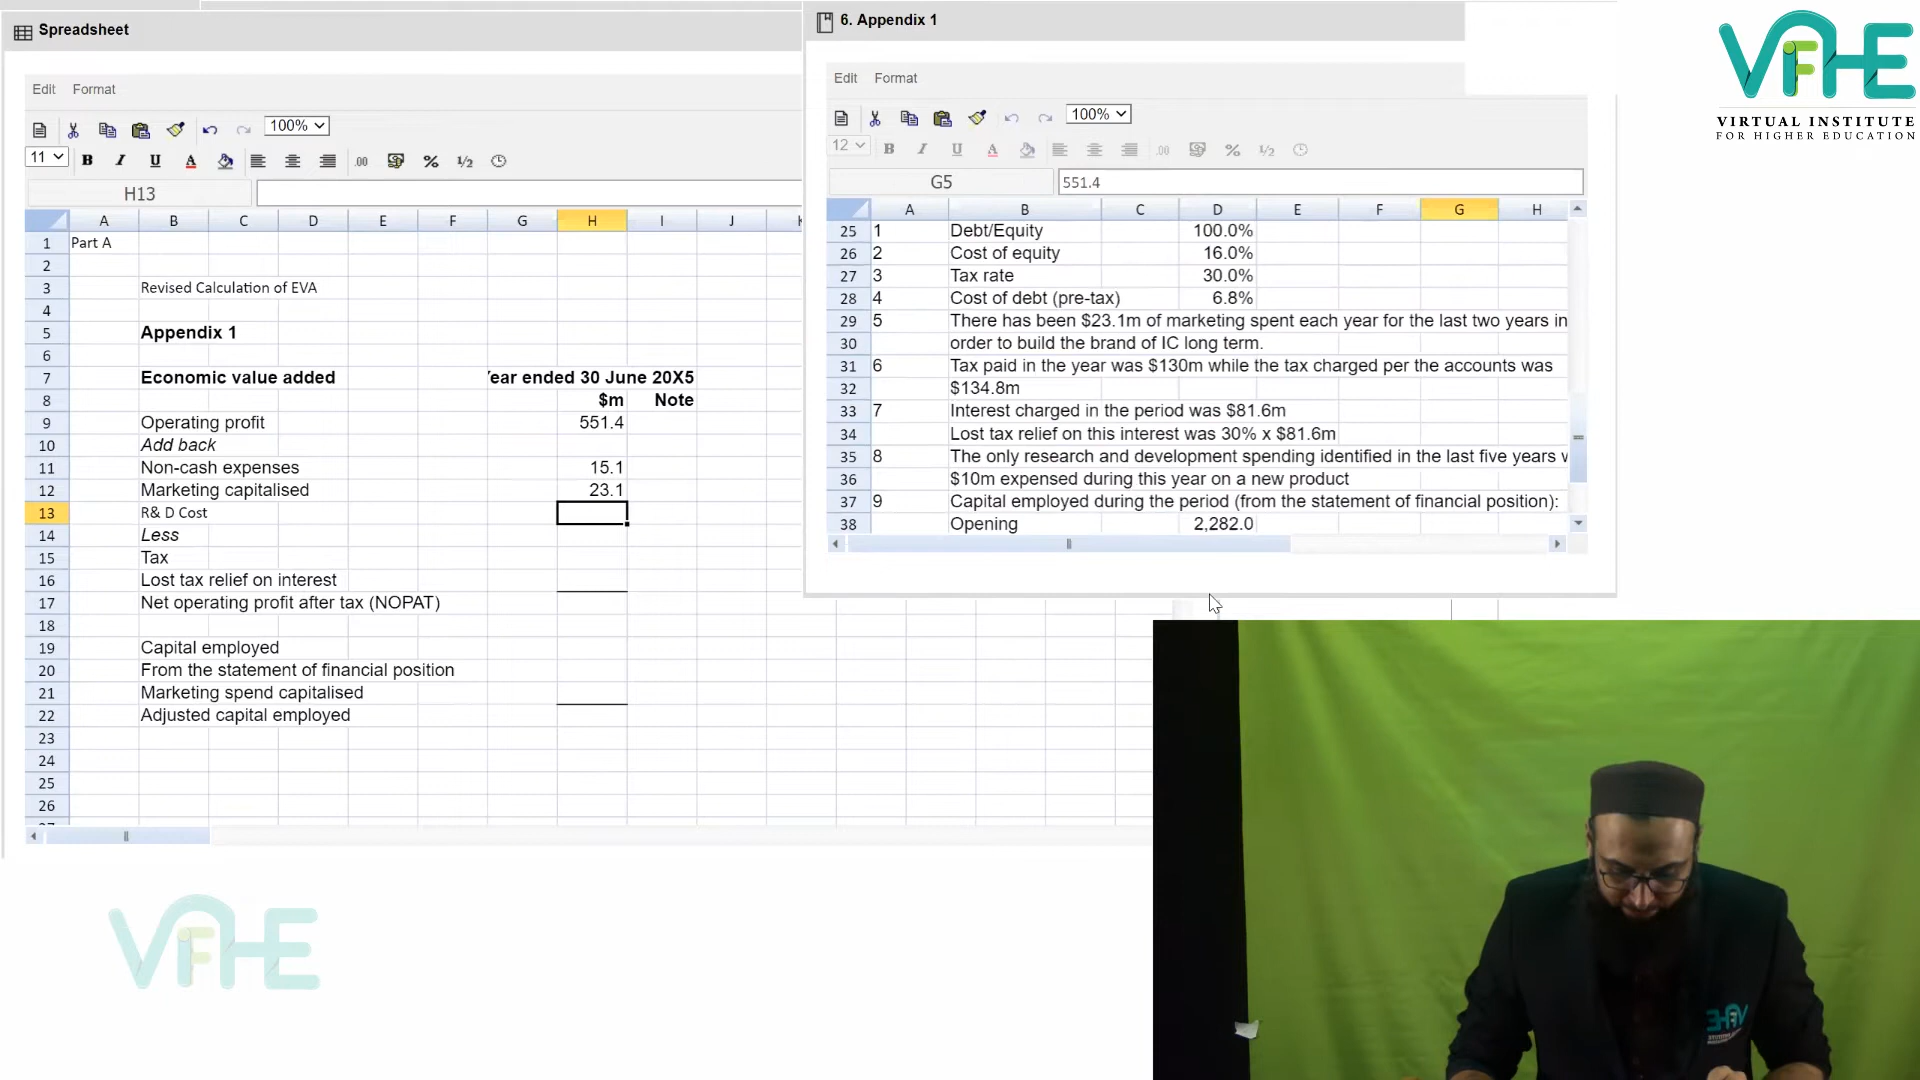 Spreadsheet
Edit Format
100%
11 B I U A .00 % ½
H13
A B C D E F G H I J
1 Part A
2
3 Revised Calculation of EVA
4
5 Appendix 1
6
7 Economic value added Year ended 30 June 20X5
8 $m Note
9 Operating profit 551.4
10 Add back
11 Non-cash expenses 15.1
12 Marketing capitalised 23.1
13 R& D Cost
14 Less
15 Tax
16 Lost tax relief on interest
17 Net operating profit after tax (NOPAT)
18
19 Capital employed
20 From the statement of financial position
21 Marketing spend capitalised
22 Adjusted capital employed
23
24
25
26
6. Appendix 1
Edit Format
100%
12 B I U A .00 % ½
G5 551.4
A B C D E F G H
25 1 Debt/Equity 100.0%
26 2 Cost of equity 16.0%
27 3 Tax rate 30.0%
28 4 Cost of debt (pre-tax) 6.8%
29 5 There has been $23.1m of marketing spent each year for the last two years in
30 order to build the brand of IC long term.
31 6 Tax paid in the year was $130m while the tax charged per the accounts was
32 $134.8m
33 7 Interest charged in the period was $81.6m
34 Lost tax relief on this interest was 30% x $81.6m
35 8 The only research and development spending identified in the last five years
36 $10m expensed during this year on a new product
37 9 Capital employed during the period (from the statement of financial position):
38 Opening 2,282.0
VFHE
VIRTUAL INSTITUTE
FOR HIGHER EDUCATION
VFHE